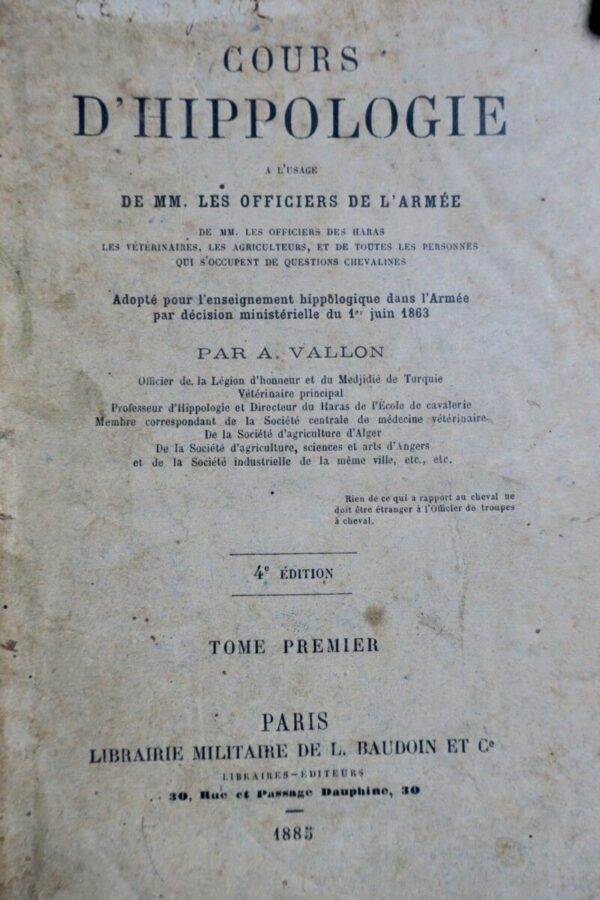 COURS
D'HIPPOLOGIE
A L'USAGE
DE MM. LES OFFICIERS DE L'ARMÉE
DE MM. LES OFFICIERS DES HARAS
LES VÉTÉRINAIRES, LES AGRICULTEURS, ET DE TOUTES LES PERSONNES
QUI S'OCCUPENT DE QUESTIONS CHEVALINES
Adopté pour l'enseignement hippologique dans l'Armée
par décision ministérielle du 1er juin 1863
PAR A. VALLON
Officier de la Légion d'honneur et du Medjidié de Turquie
Vétérinaire principal
Professeur d'Hippologie et Directeur du Haras de l'École de cavalerie
Membre correspondant de la Société centrale de médecine vétérinaire
De la Société d'agriculture d'Alger
De la Société d'agriculture, sciences et arts d'Angers
et de la Société industrielle de la même ville, etc., etc.
Rien de ce qui a rapport au cheval ne
doit être étranger à l'Officier de troupes
à cheval.
4e ÉDITION
TOME PREMIER
PARIS
LIBRAIRIE MILITAIRE DE L. BAUDOIN ET Ce
LIBRAIRES-ÉDITEURS
30, Rue et Passage Dauphine, 30
1885